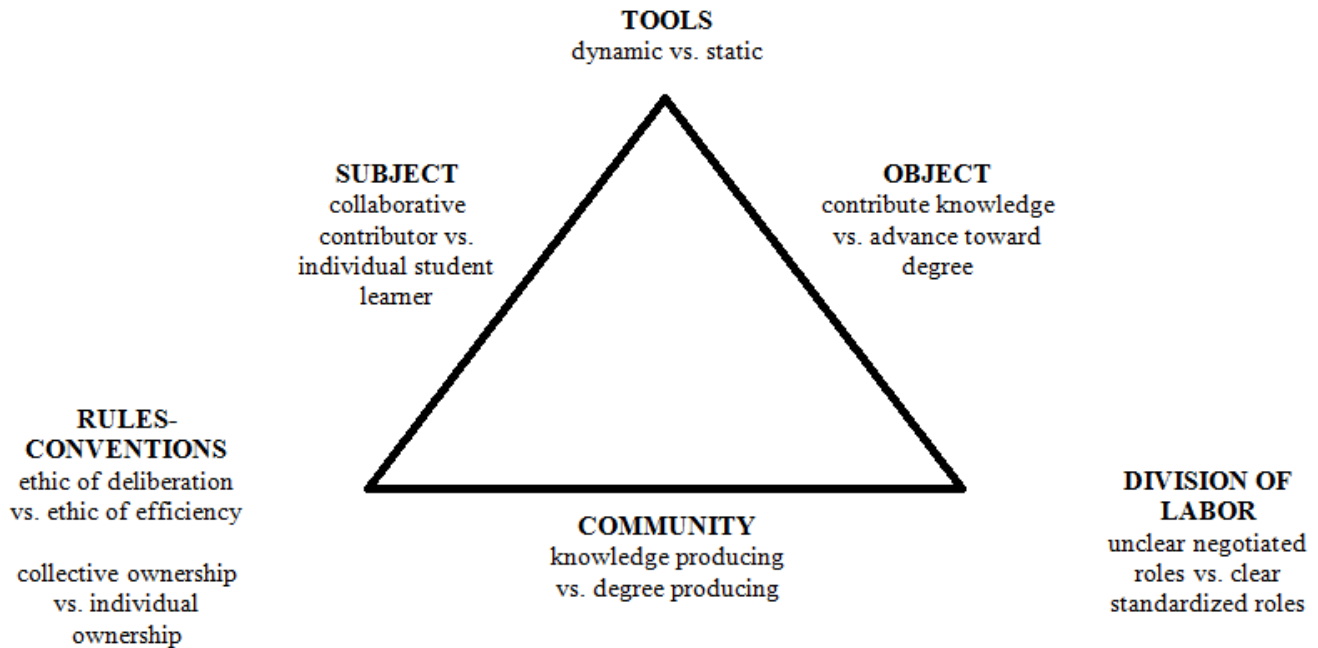 TOOLS
dynamic vs. static
SUBJECT
collaborative
contributor vs.
individual student
learner
OBJECT
contribute knowledge
vs. advance toward
degree
RULES-
CONVENTIONS
ethic of deliberation
vs. ethic of efficiency
collective ownership
vs. individual
ownership
COMMUNITY
knowledge producing
vs. degree producing
DIVISION OF
LABOR
unclear negotiated
roles vs. clear
standardized roles